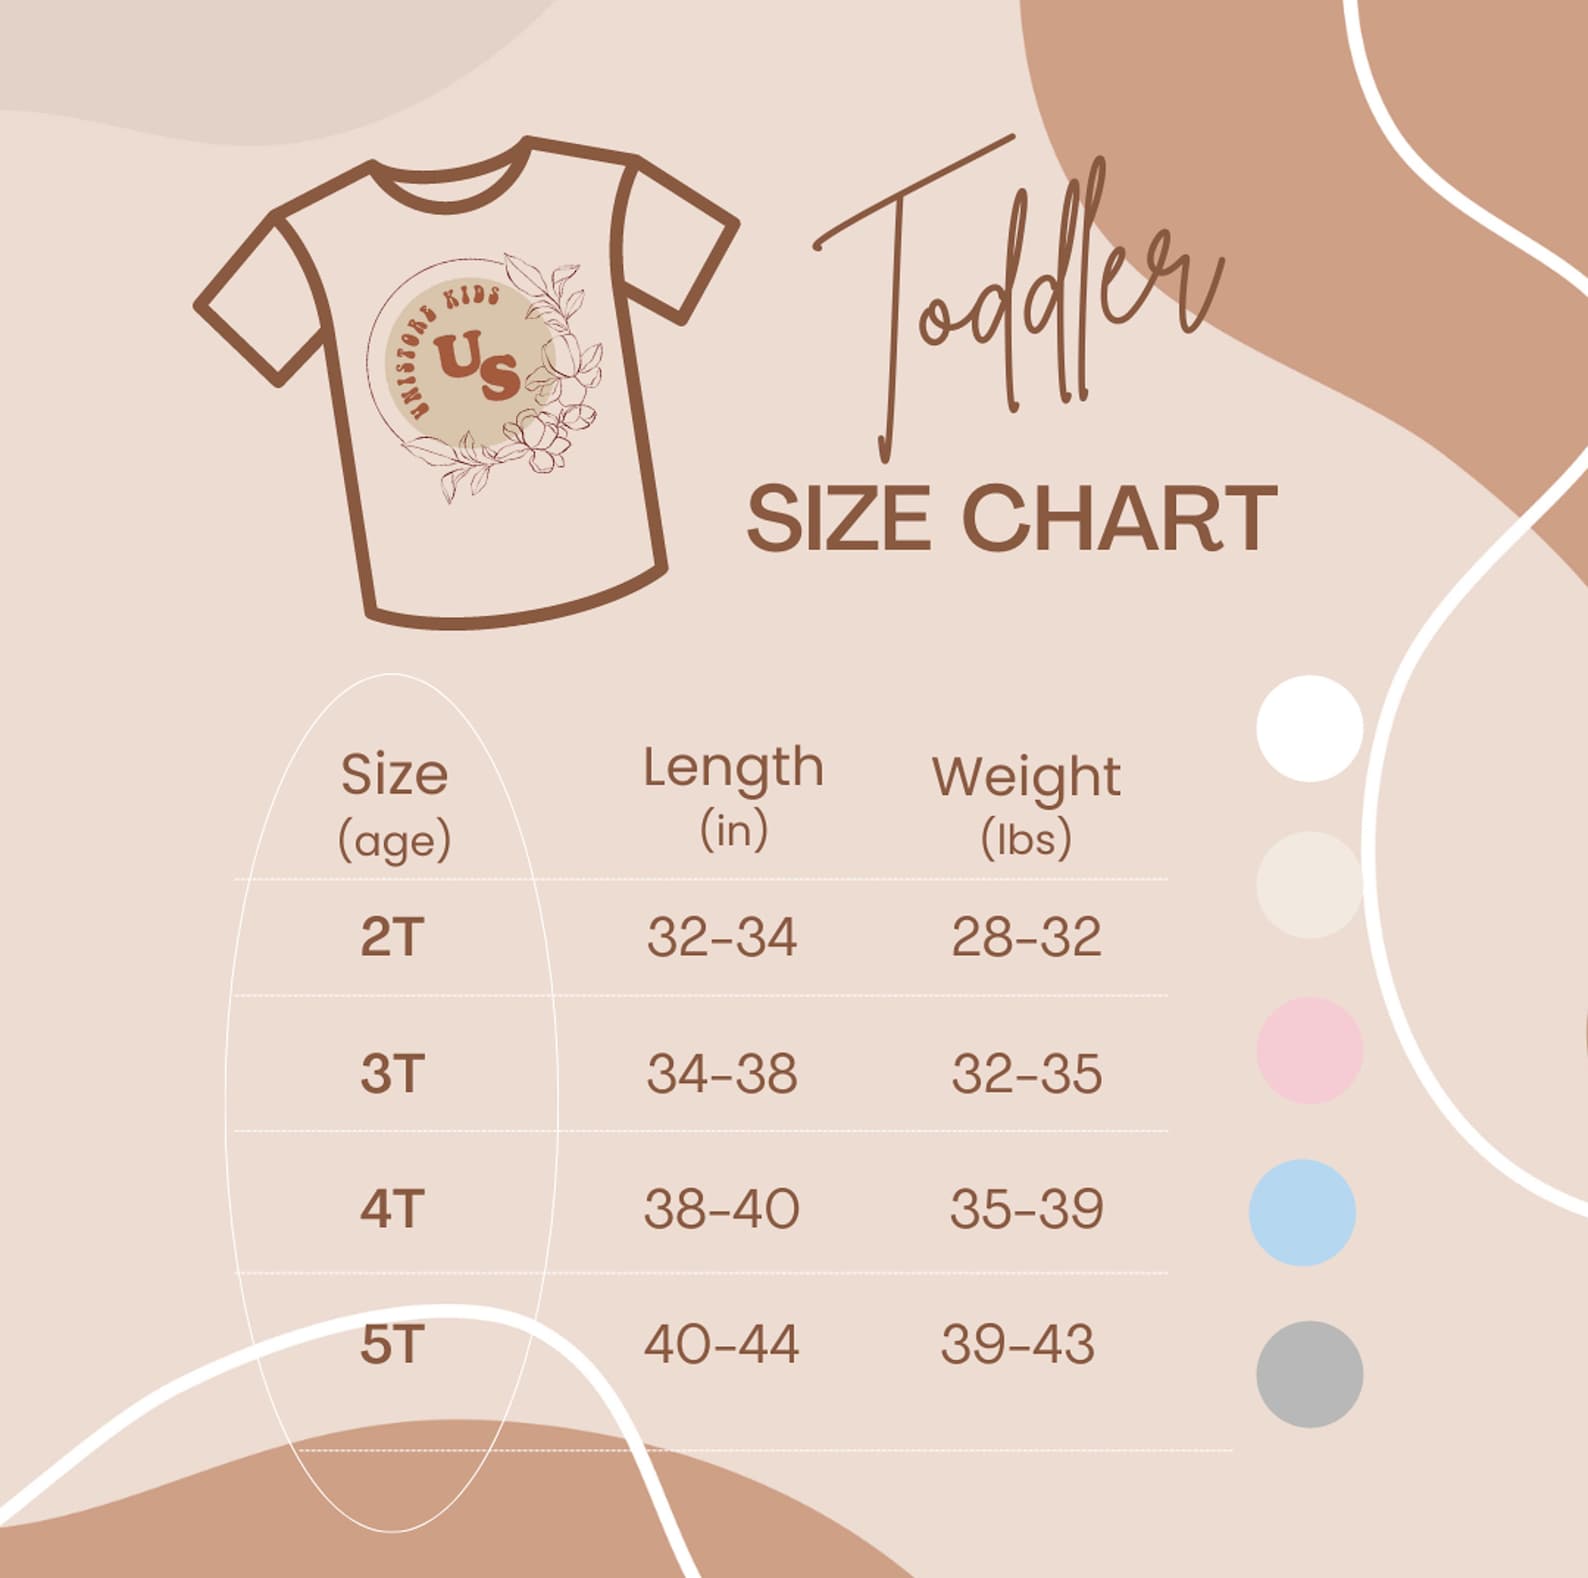 UNISTORE KIDS
US
Toddler
SIZE CHART
Size Length Weight
(age) (in) (lbs)
2T 32-34 28-32
3T 34-38 32-35
4T 38-40 35-39
5T 40-44 39-43